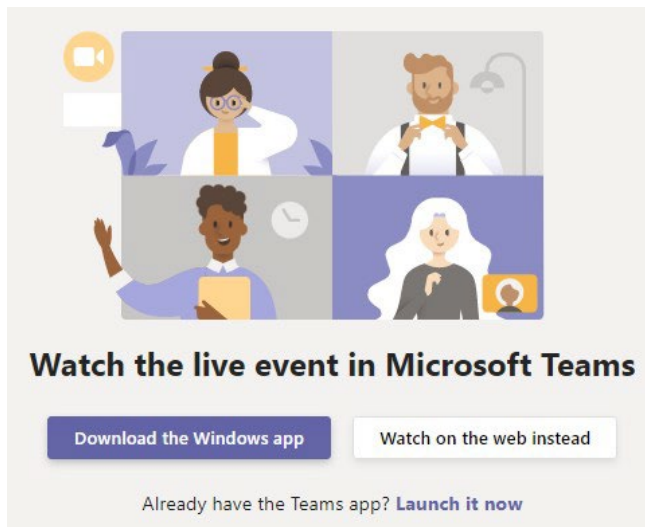 Watch the live event in Microsoft Teams
Download the Windows app
Watch on the web instead
Already have the Teams app? Launch it now